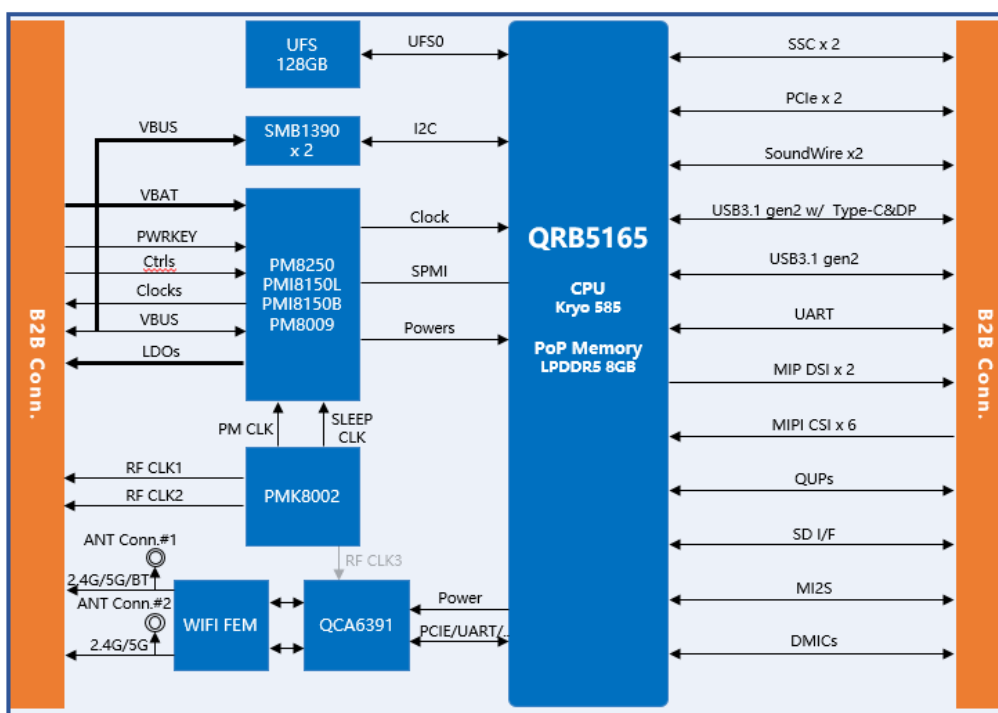 B2B Conn.
UFS
128GB
UFS0
VBUS
SMB1390
x 2
I2C
VBAT
PWRKEY
Ctrls
Clocks
VBUS
LDOs
PM8250
PMI8150L
PMI8150B
PM8009
Clock
SPMI
Powers
PM CLK
SLEEP
CLK
RF CLK1
RF CLK2
PMK8002
RF CLK3
ANT Conn.#1
2.4G/5G/BT
ANT Conn.#2
2.4G/5G
WIFI FEM
QCA6391
Power
PCIE/UART/..
QRB5165
CPU
Kryo 585
PoP Memory
LPDDR5 8GB
SSC x 2
PCIe x 2
SoundWire x2
USB3.1 gen2 w/ Type-C&DP
USB3.1 gen2
UART
MIP DSI x 2
MIPI CSI x 6
QUPs
SD I/F
MI2S
DMICs
B2B Conn.